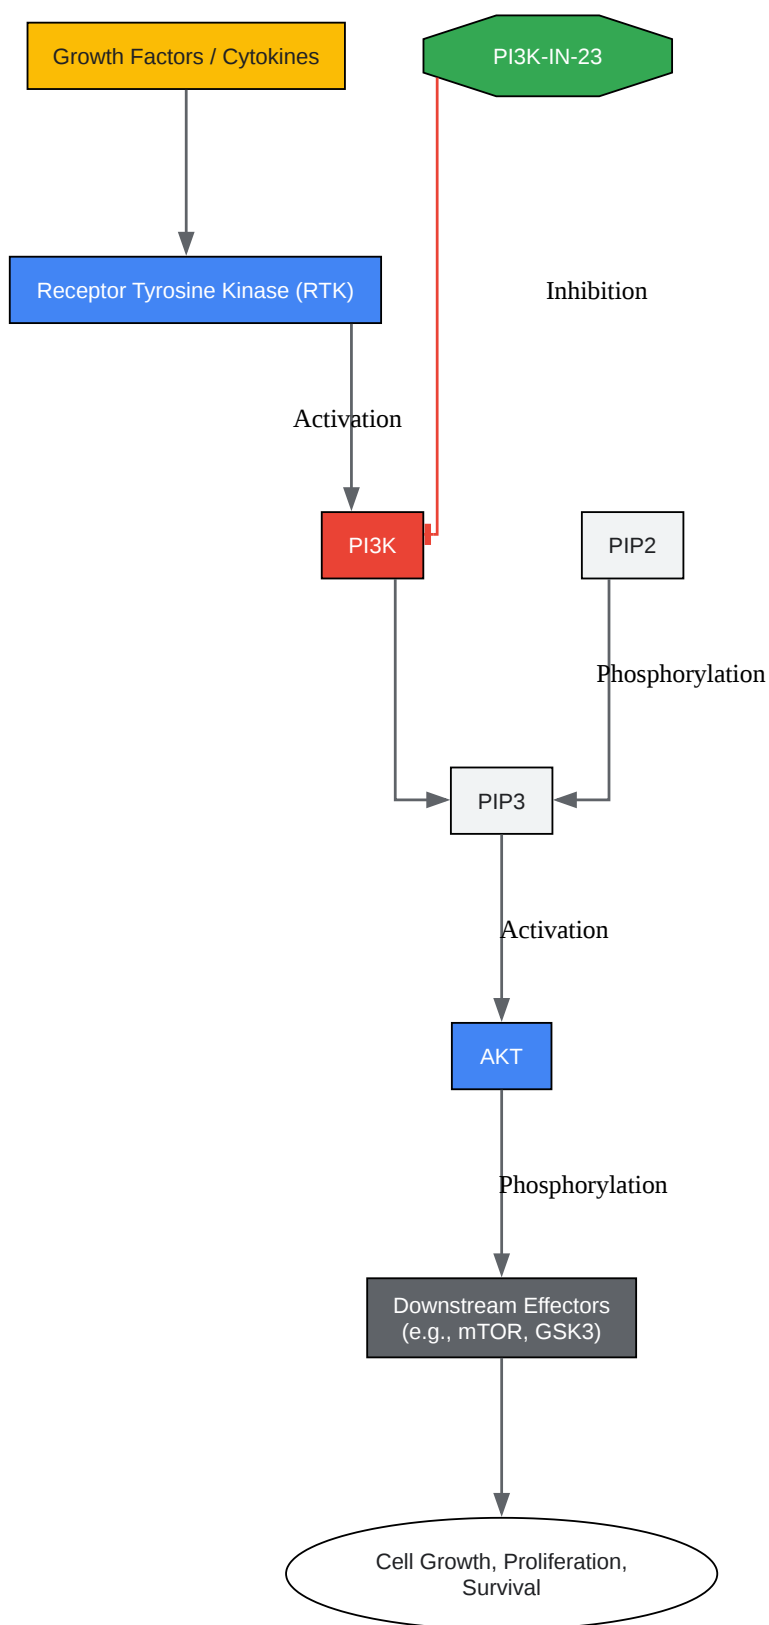 Growth Factors / Cytokines
PI3K-IN-23
Receptor Tyrosine Kinase (RTK)
Inhibition
Activation
PI3K
PIP2
Phosphorylation
PIP3
Activation
AKT
Phosphorylation
Downstream Effectors
(e.g., mTOR, GSK3)
Cell Growth, Proliferation,
Survival